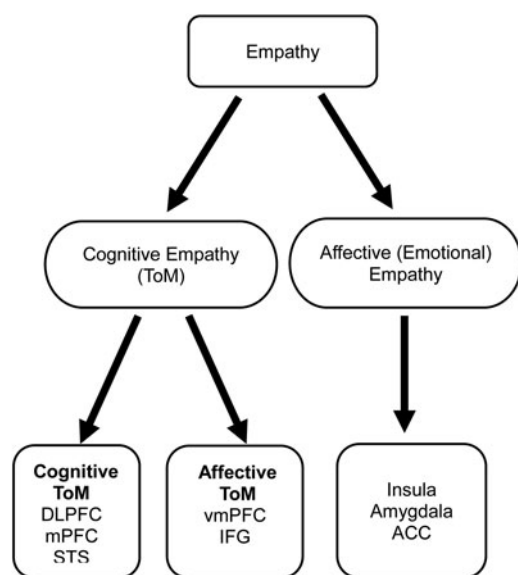 Empathy
Cognitive Empathy
(ToM)
Affective (Emotional)
Empathy
Cognitive
ToM
DLPFC
mPFC
STS
Affective
ToM
vmPFC
IFG
Insula
Amygdala
ACC